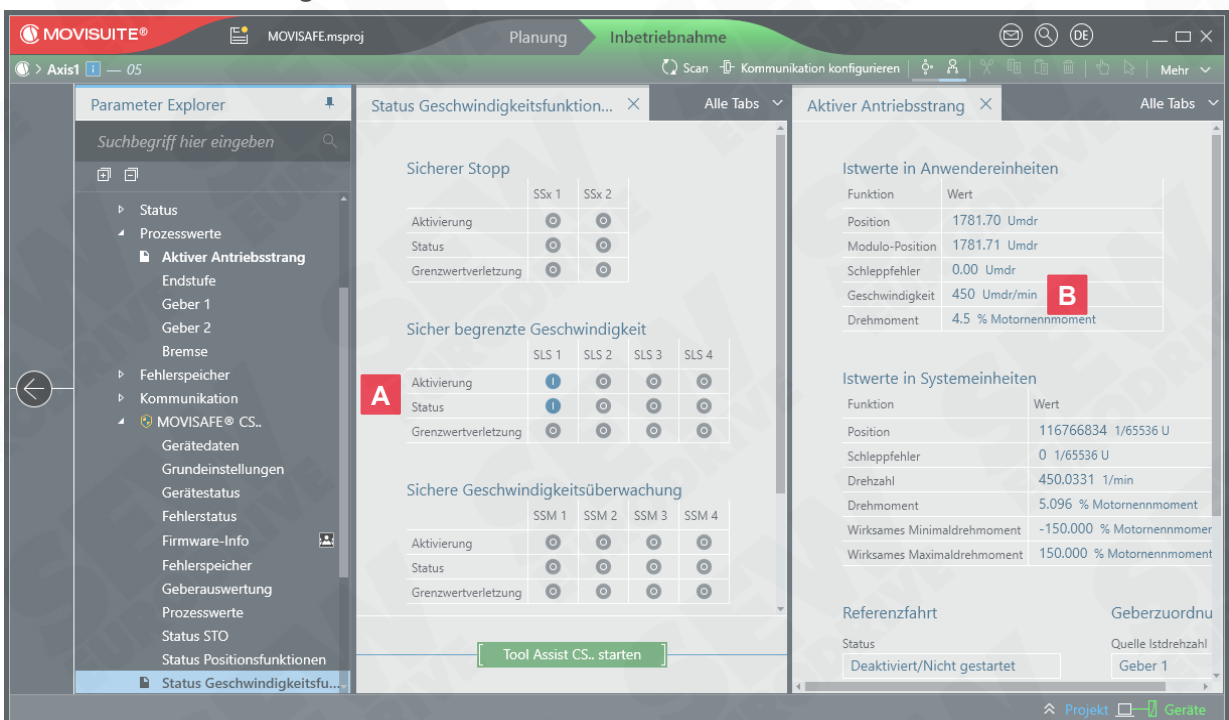 MOVISUITE®
MOVISAFE.msproj
Planung
Inbetriebnahme
DE
> Axis1 i — 05
Scan
Kommunikation konfigurieren
Mehr
Parameter Explorer
Suchbegriff hier eingeben
Status
Prozesswerte
Aktiver Antriebsstrang
Endstufe
Geber 1
Geber 2
Bremse
Fehlerspeicher
Kommunikation
MOVISAFE® CS..
Gerätedaten
Grundeinstellungen
Gerätestatus
Fehlerstatus
Firmware-Info
Fehlerspeicher
Geberauswertung
Prozesswerte
Status STO
Status Positionsfunktionen
Status Geschwindigkeitsfu...
Status Geschwindigkeitsfunktion...
Alle Tabs
Sicherer Stopp
SSx 1 SSx 2
Aktivierung
Status
Grenzwertverletzung
Sicher begrenzte Geschwindigkeit
SLS 1 SLS 2 SLS 3 SLS 4
A
Aktivierung
Status
Grenzwertverletzung
Sichere Geschwindigkeitsüberwachung
SSM 1 SSM 2 SSM 3 SSM 4
Aktivierung
Status
Grenzwertverletzung
Tool Assist CS.. starten
Aktiver Antriebsstrang
Alle Tabs
Istwerte in Anwendereinheiten
Funktion Wert
Position 1781.70 Umdr
Modulo-Position 1781.71 Umdr
Schleppfehler 0.00 Umdr
Geschwindigkeit 450 Umdr/min
B
Drehmoment 4.5 % Motornennmoment
Istwerte in Systemeinheiten
Funktion Wert
Position 116766834 1/65536 U
Schleppfehler 0 1/65536 U
Drehzahl 450.0331 1/min
Drehmoment 5.096 % Motornennmoment
Wirksames Minimaldrehmoment -150.000 % Motornennmomer
Wirksames Maximaldrehmoment 150.000 % Motornennmoment
Referenzfahrt
Status
Deaktiviert/Nicht gestartet
Geberzuordnu
Quelle Istdrehzahl
Geber 1
Projekt
Geräte